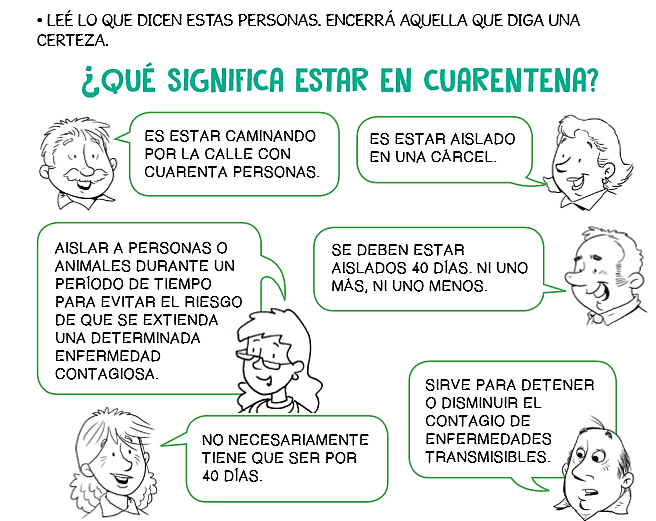 • LEÉ LO QUE DICEN ESTAS PERSONAS. ENCERRÁ AQUELLA QUE DIGA UNA
CERTEZA.
¿QUÉ SIGNIFICA ESTAR EN CUARENTENA?
ES ESTAR CAMINANDO
POR LA CALLE CON
CUARENTA PERSONAS.
ES ESTAR AISLADO
EN UNA CÁRCEL.
AISLAR A PERSONAS O
ANIMALES DURANTE UN
PERÍODO DE TIEMPO
PARA EVITAR EL RIESGO
DE QUE SE EXTIENDA
UNA DETERMINADA
ENFERMEDAD
CONTAGIOSA.
SE DEBEN ESTAR
AISLADOS 40 DÍAS. NI UNO
MÁS, NI UNO MENOS.
NO NECESARIAMENTE
TIENE QUE SER POR
40 DÍAS.
SIRVE PARA DETENER
O DISMINUIR EL
CONTAGIO DE
ENFERMEDADES
TRANSMISIBLES.